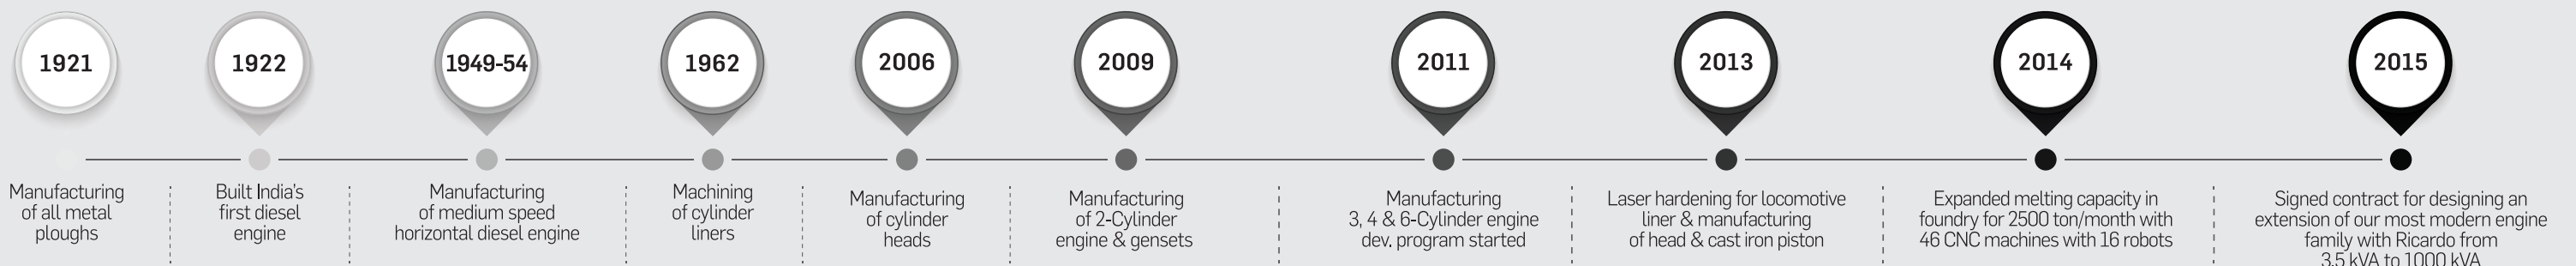 1921
1922
1949-54
1962
2006
2009
2011
2013
2014
2015
Manufacturing
of all metal
ploughs
Built India's
first diesel
engine
Manufacturing
of medium speed
horizontal diesel engine
Machining
of cylinder
liners
Manufacturing
of cylinder
heads
Manufacturing
of 2-Cylinder
engine & gensets
Manufacturing
3, 4 & 6-Cylinder engine
dev. program started
Laser hardening for locomotive
liner & manufacturing
of head & cast iron piston
Expanded melting capacity in
foundry for 2500 ton/month with
46 CNC machines with 16 robots
Signed contract for designing an
extension of our most modern engine
family with Ricardo from
3.5 kVA to 1000 kVA